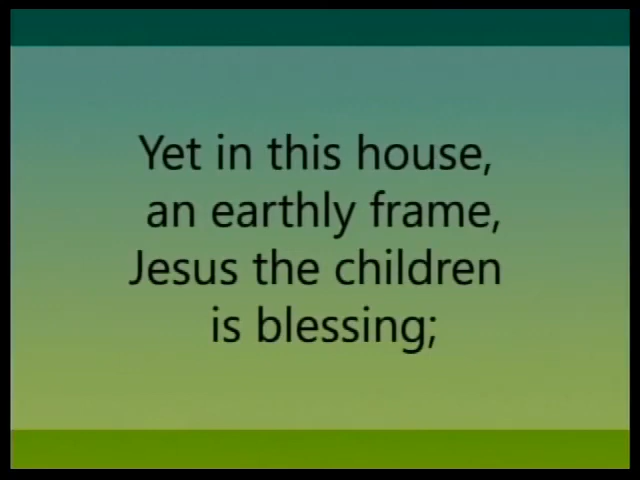 Yet in this house,
an earthly frame,
Jesus the children
is blessing;